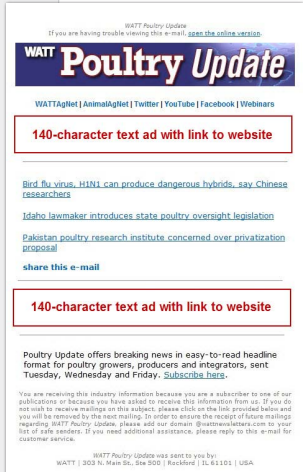 WATT Poultry Update
If you are having trouble viewing this e-mail, open the online version.
WATT Poultry Update
WATTAgNet | AnimalAgNet | Twitter | YouTube | Facebook | Webinars
140-character text ad with link to website
Bird flu virus, H1N1 can produce dangerous hybrids, say Chinese
researchers
Idaho lawmaker introduces state poultry oversight legislation
Pakistan poultry research institute concerned over privatization
proposal
share this e-mail
140-character text ad with link to website
Poultry Update offers breaking news in easy-to-read headline
format for poultry growers, producers and integrators, sent
Tuesday, Wednesday and Friday. Subscribe here.
You are receiving this industry information because you are a subscriber to one of our
publications or because you have asked to receive this information from us. If you do
not wish to receive mailings on this subject, please click on the link provided below and
you will be removed by the next mailing. In order to ensure the receipt of future mailings
regarding WATT Poultry Update, please add our domain @wattnewsletters.com to your
list of safe senders. If you need additional assistance, please reply to this e-mail for
customer service.
WATT Poultry Update was sent to you by:
WATT | 303 N. Main St., Ste 500 | Rockford | IL 61101 | USA